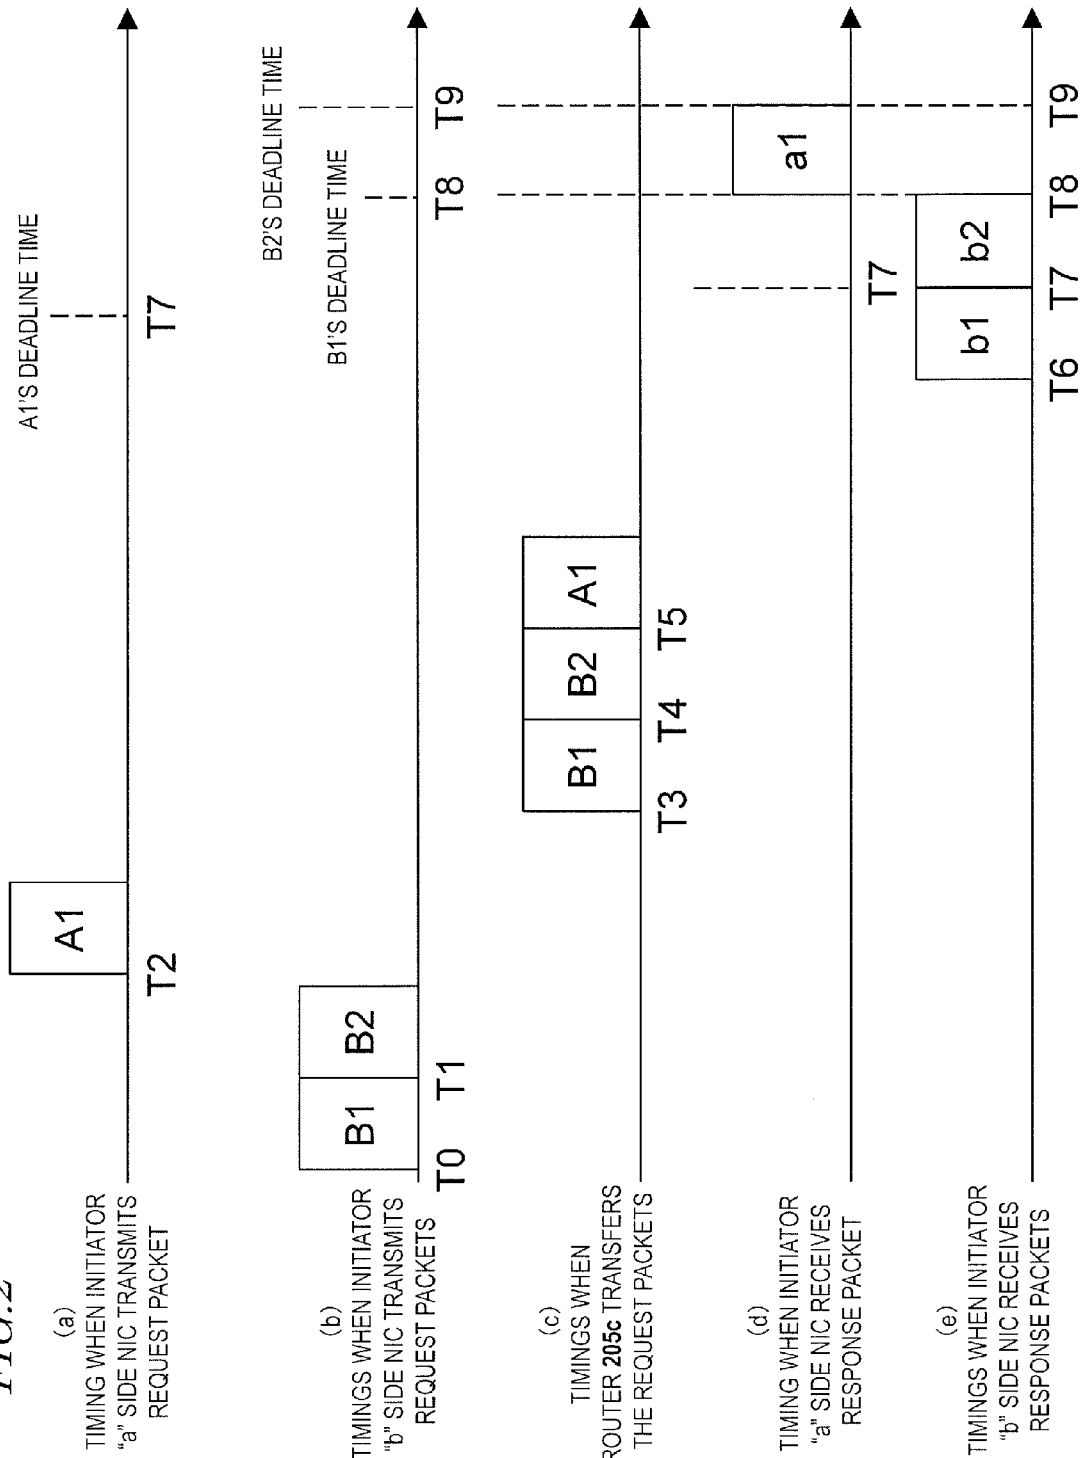 FIG.2
(a)
TIMING WHEN INITIATOR
"a" SIDE NIC TRANSMITS
REQUEST PACKET
A1
T2
A1'S DEADLINE TIME
T7
(b)
TIMINGS WHEN INITIATOR
"b" SIDE NIC TRANSMITS
REQUEST PACKETS
B1
B2
T0
T1
B1'S DEADLINE TIME
B2'S DEADLINE TIME
T8
T9
(c)
TIMINGS WHEN
ROUTER 205c TRANSFERS
THE REQUEST PACKETS
B1
B2
A1
T3
T4
T5
(d)
TIMING WHEN INITIATOR
"a" SIDE NIC RECEIVES
RESPONSE PACKET
a1
T7
(e)
TIMINGS WHEN INITIATOR
"b" SIDE NIC RECEIVES
RESPONSE PACKETS
b1
b2
T6
T7
T8
T9